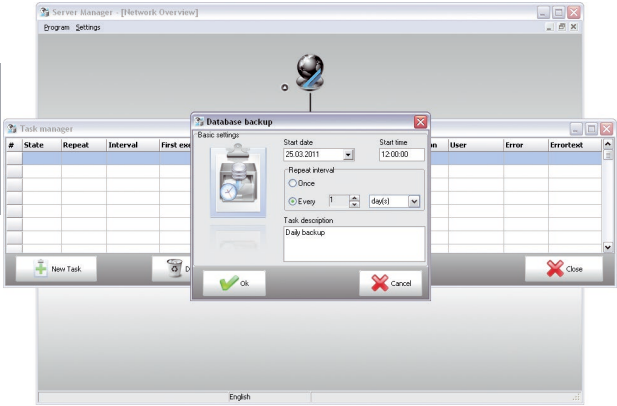 Server Manager - [Network Overview]
Program Settings
Task manager
# State Repeat Interval First exe
n User Error Errortext
Database backup
Basic settings
Start date Start time
25.03.2011 12:00:00
Repeat interval
Once
Every 1 day(s)
Task description
Daily backup
Ok Cancel
New Task D Close
English